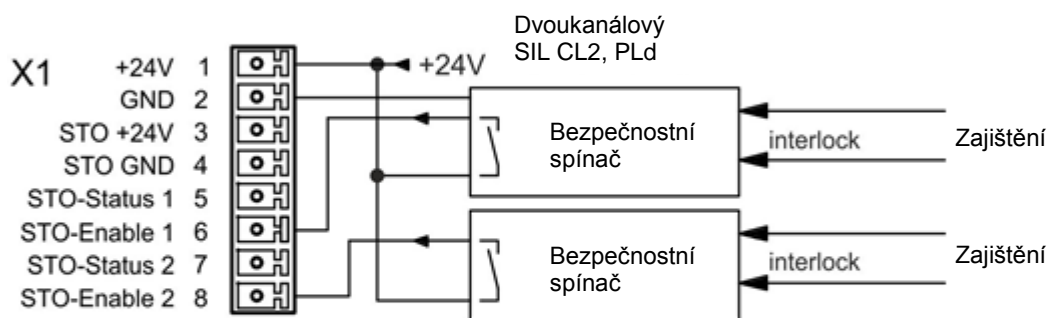 Dvoukanálový
SIL CL2, PLd
X1
+24V 1
+24V
GND 2
STO +24V 3
STO GND 4
STO-Status 1 5
STO-Enable 1 6
STO-Status 2 7
STO-Enable 2 8
Bezpečnostní
spínač
interlock
Zajištění
Bezpečnostní
spínač
interlock
Zajištění